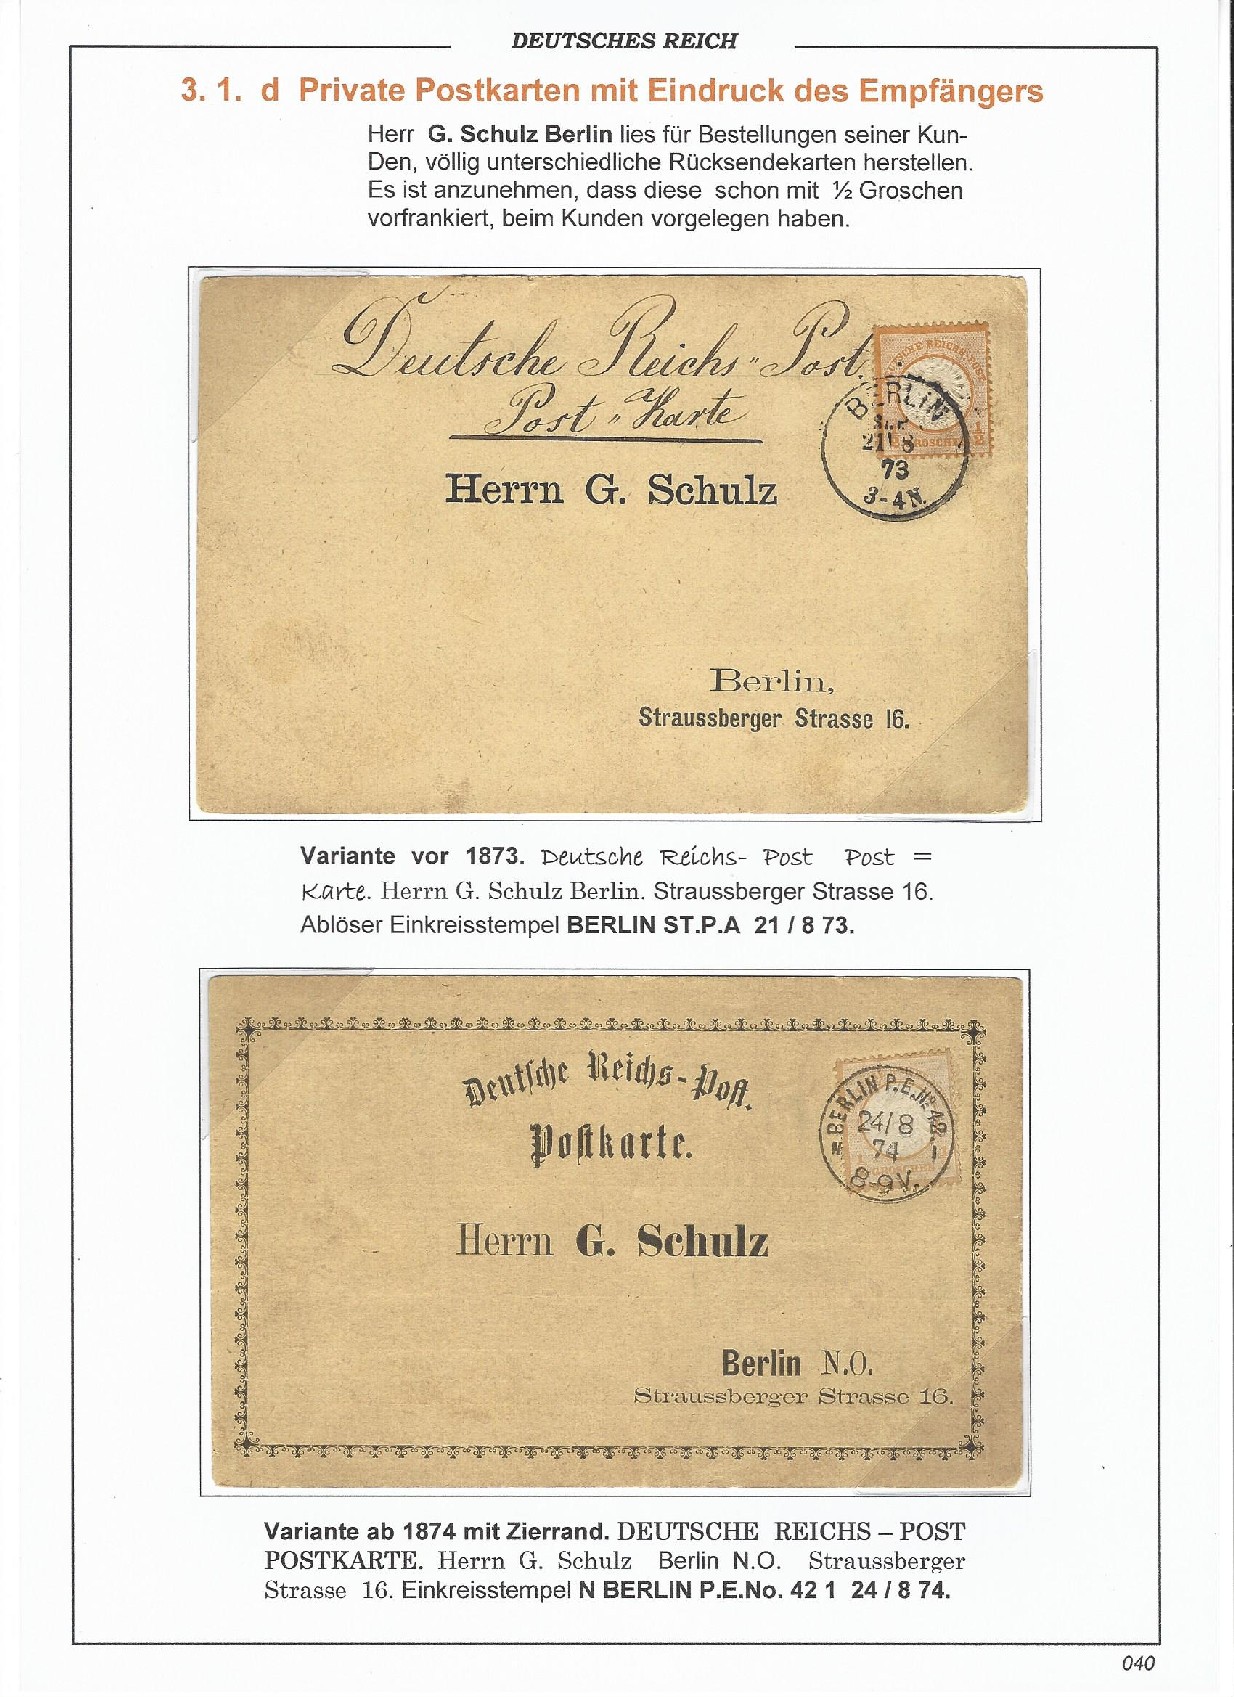 DEUTSCHES REICH
3. 1. d Private Postkarten mit Eindruck des Empfängers
Herr G. Schulz Berlin lies für Bestellungen seiner Kun-
Den, völlig unterschiedliche Rücksendekarten herstellen.
Es ist anzunehmen, dass diese schon mit ½ Groschen
vorfrankiert, beim Kunden vorgelegen haben.
Deutsche Reichs-Post.
Post-Karte
BERLIN
21 8
73
3-4N.
Herrn G. Schulz
Berlin,
Straussberger Strasse 16.
Variante vor 1873. Deutsche Reichs- Post Post =
Karte. Herrn G. Schulz Berlin. Straussberger Strasse 16.
Ablöser Einkreisstempel BERLIN ST.P.A 21 / 8 73.
Deutsche Reichs-Post.
Postkarte.
N BERLIN P.E.No 42. I
24/8
74
8-9V.
Herrn G. Schulz
Berlin N.O.
Straussberger Strasse 16.
Variante ab 1874 mit Zierrand. DEUTSCHE REICHS – POST
POSTKARTE. Herrn G. Schulz Berlin N.O. Straussberger
Strasse 16. Einkreisstempel N BERLIN P.E.No. 42 1 24 / 8 74.
040